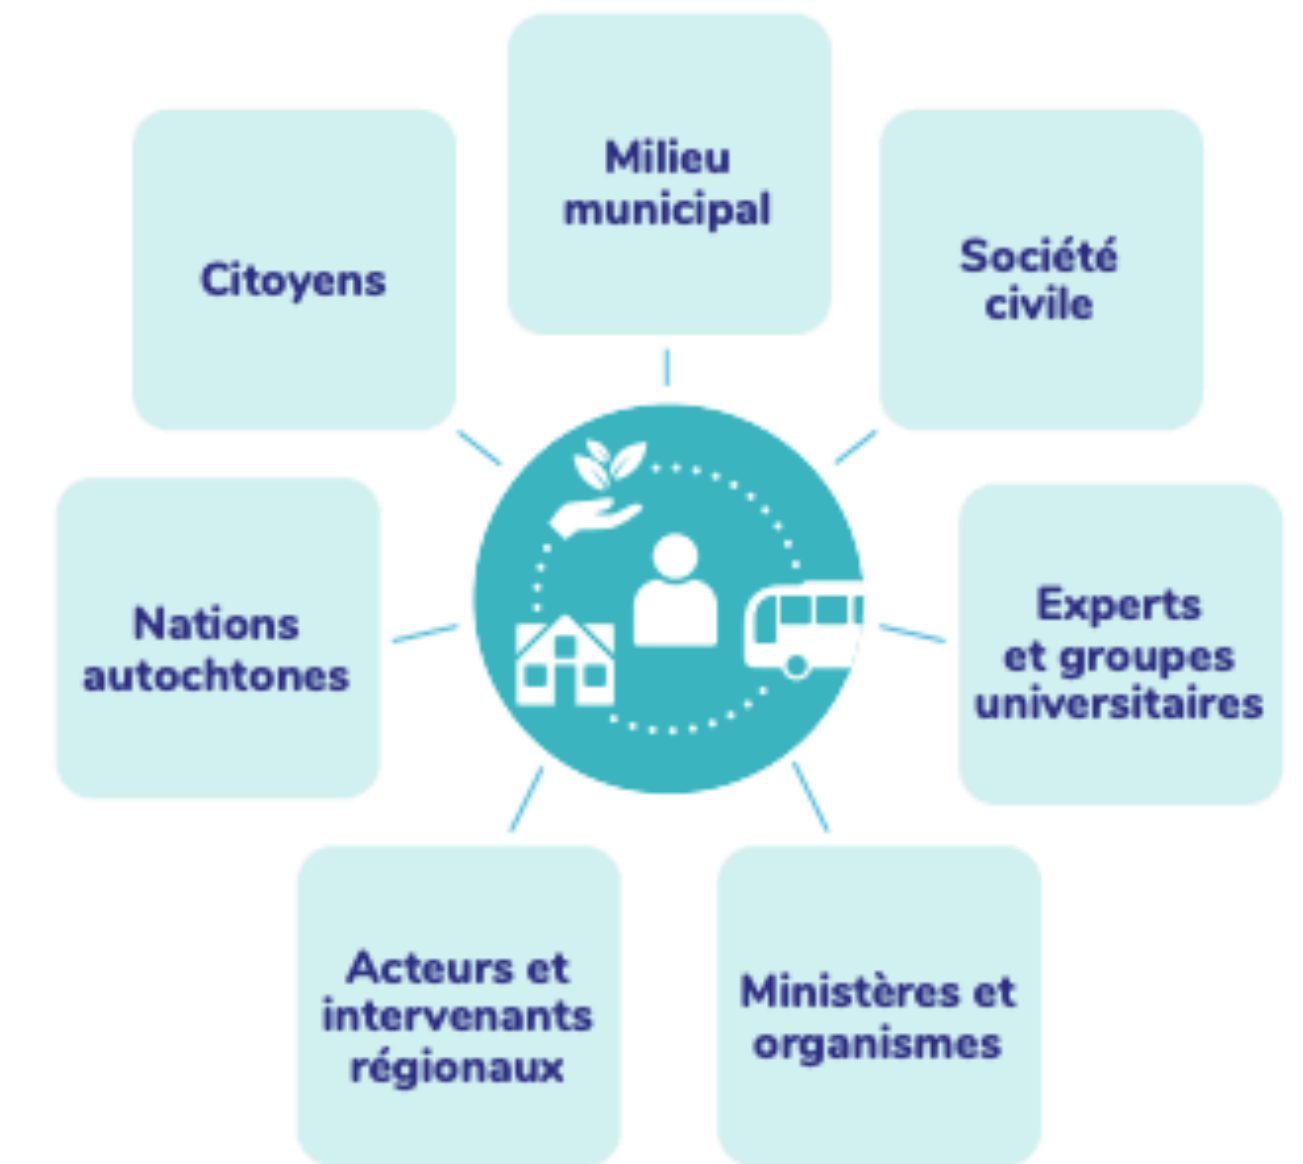 Milieu
municipal
Citoyens
Société
civile
Nations
autochtones
Experts
et groupes
universitaires
Acteurs et
intervenants
régionaux
Ministères et
organismes